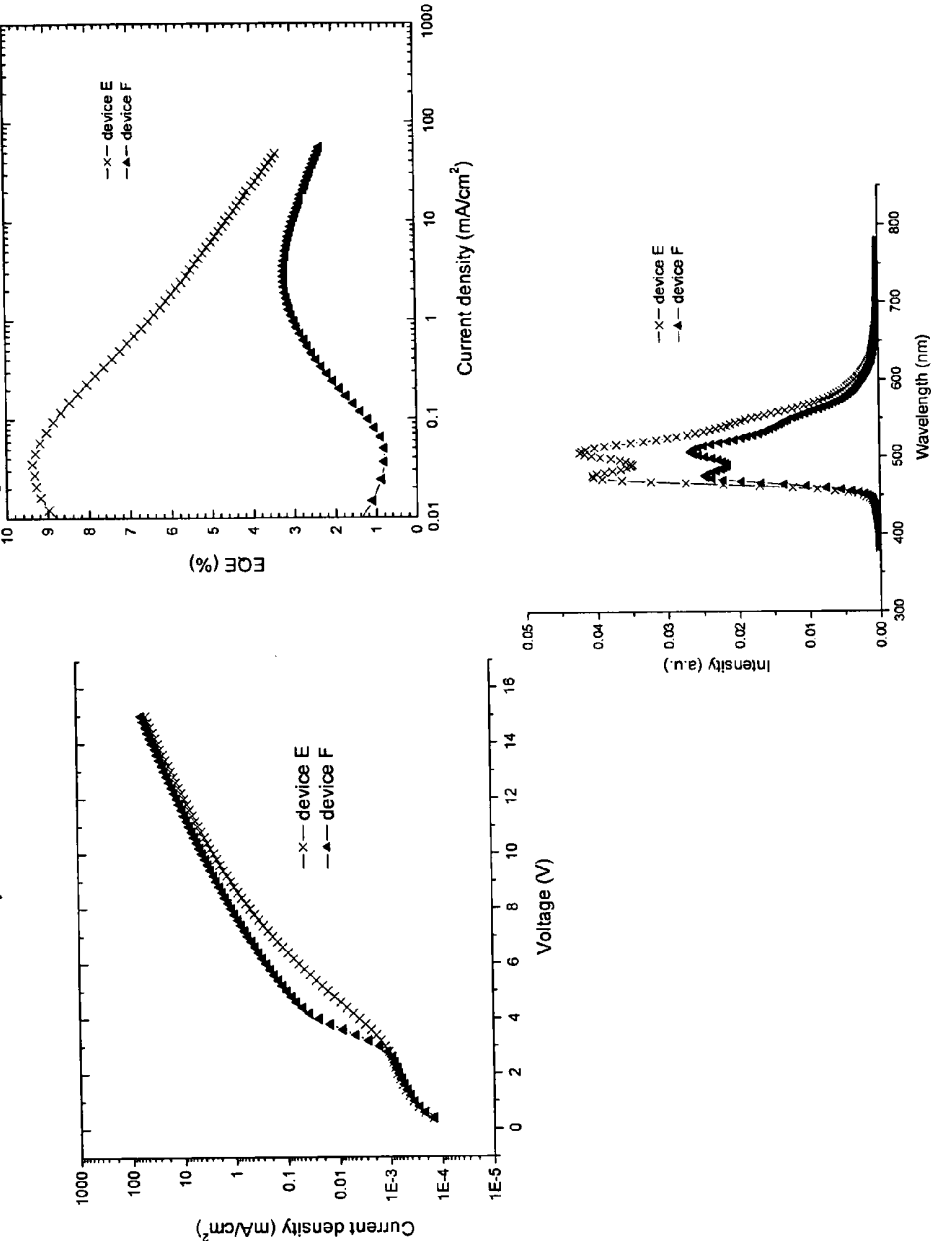 10
9
8
7
6
5
4
3
2
1
0
EQE (%)
0.01
0.1
1
10
100
1000
Current density (mA/cm²)
—×— device E
—▲— device F
1000
100
10
1
0.1
0.01
1E-3
1E-4
1E-5
Current density (mA/cm²)
0
2
4
6
8
10
12
14
16
Voltage (V)
—×— device E
—▲— device F
0.05
0.04
0.03
0.02
0.01
0.00
Intensity (a.u.)
300
400
500
600
700
800
Wavelength (nm)
—×— device E
—▲— device F